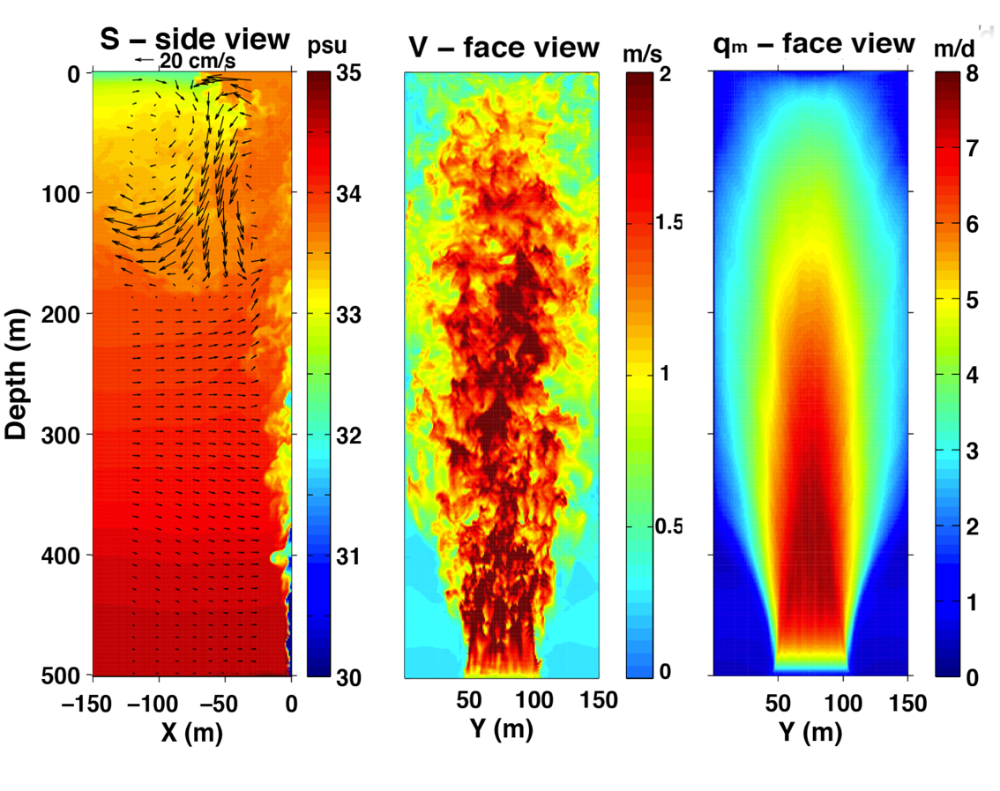 S – side view
psu
← 20 cm/s
0
100
200
300
400
500
Depth (m)
−150 −100 −50 0
X (m)
35
34
33
32
31
30
V – face view
m/s
2
1.5
1
0.5
0
50 100 150
Y (m)
qm – face view
m/d
8
7
6
5
4
3
2
1
0
50 100 150
Y (m)